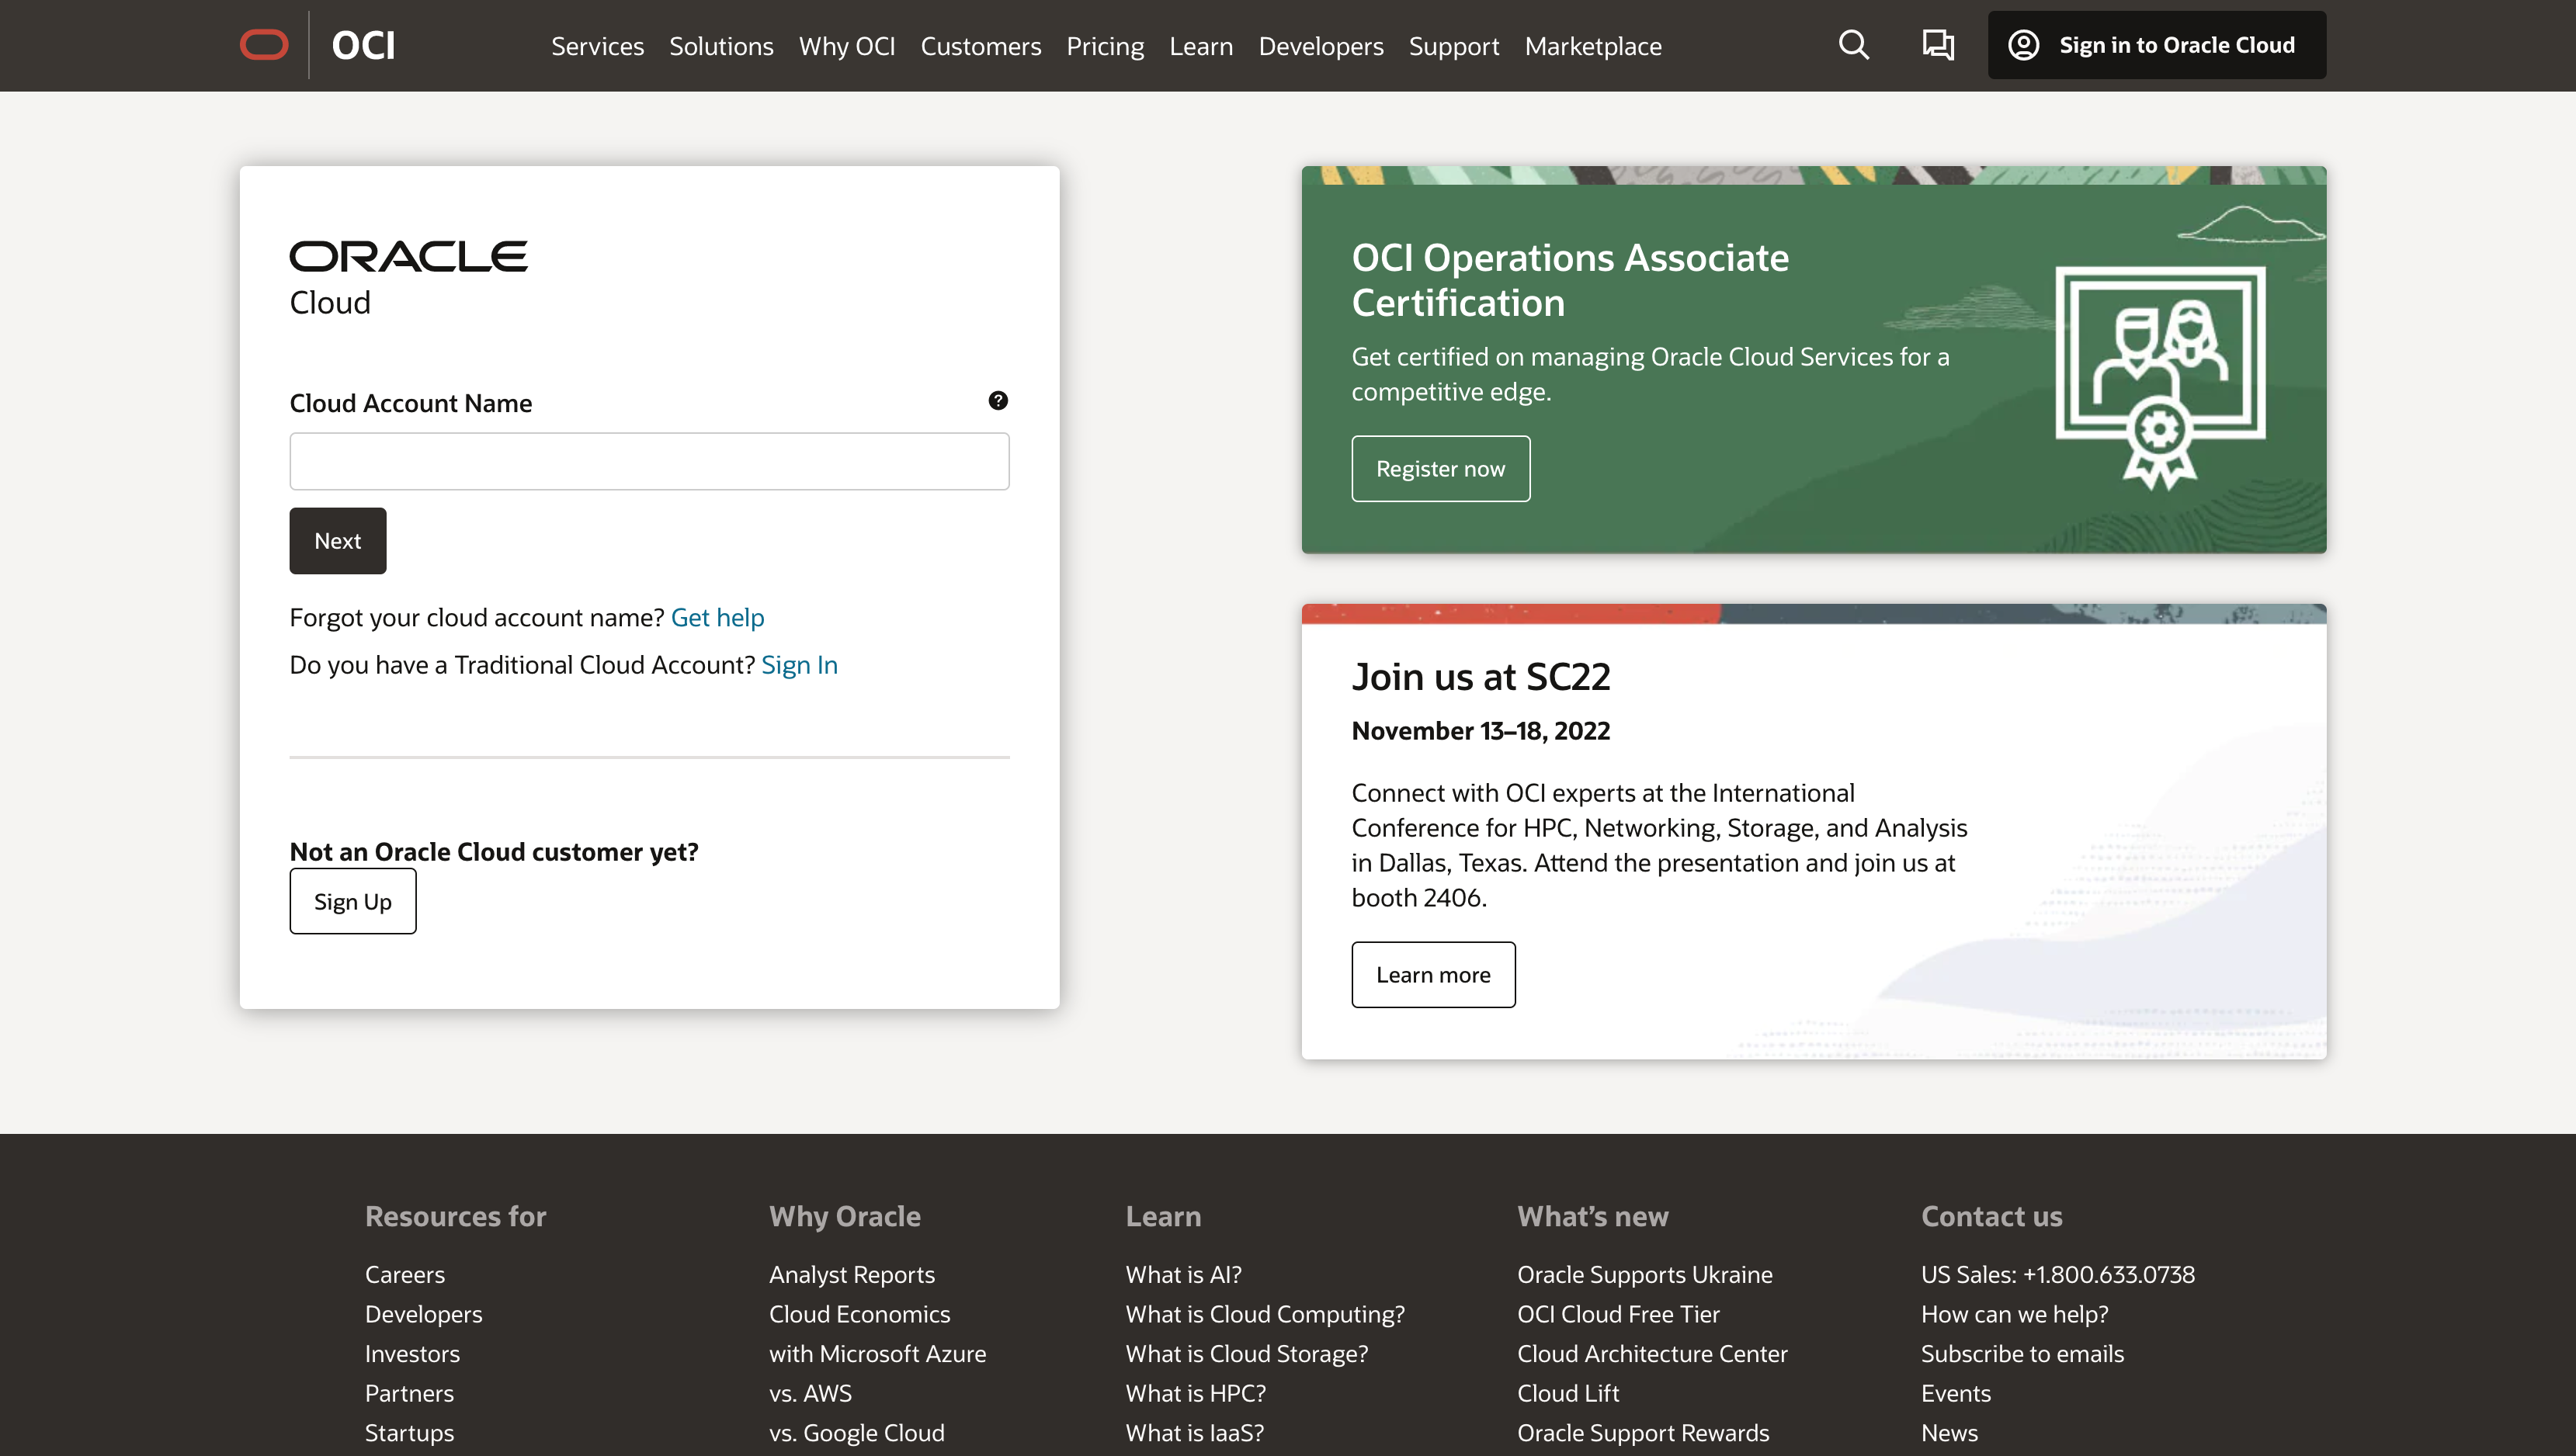 OCI
Services Solutions Why OCI Customers Pricing Learn Developers Support Marketplace
Sign in to Oracle Cloud
ORACLE
Cloud
Cloud Account Name
?
Next
Forgot your cloud account name? Get help
Do you have a Traditional Cloud Account? Sign In
Not an Oracle Cloud customer yet?
Sign Up
OCI Operations Associate
Certification
Get certified on managing Oracle Cloud Services for a
competitive edge.
Register now
Join us at SC22
November 13–18, 2022
Connect with OCI experts at the International
Conference for HPC, Networking, Storage, and Analysis
in Dallas, Texas. Attend the presentation and join us at
booth 2406.
Learn more
Resources for
Careers
Developers
Investors
Partners
Startups
Why Oracle
Analyst Reports
Cloud Economics
with Microsoft Azure
vs. AWS
vs. Google Cloud
Learn
What is AI?
What is Cloud Computing?
What is Cloud Storage?
What is HPC?
What is IaaS?
What’s new
Oracle Supports Ukraine
OCI Cloud Free Tier
Cloud Architecture Center
Cloud Lift
Oracle Support Rewards
Contact us
US Sales: +1.800.633.0738
How can we help?
Subscribe to emails
Events
News